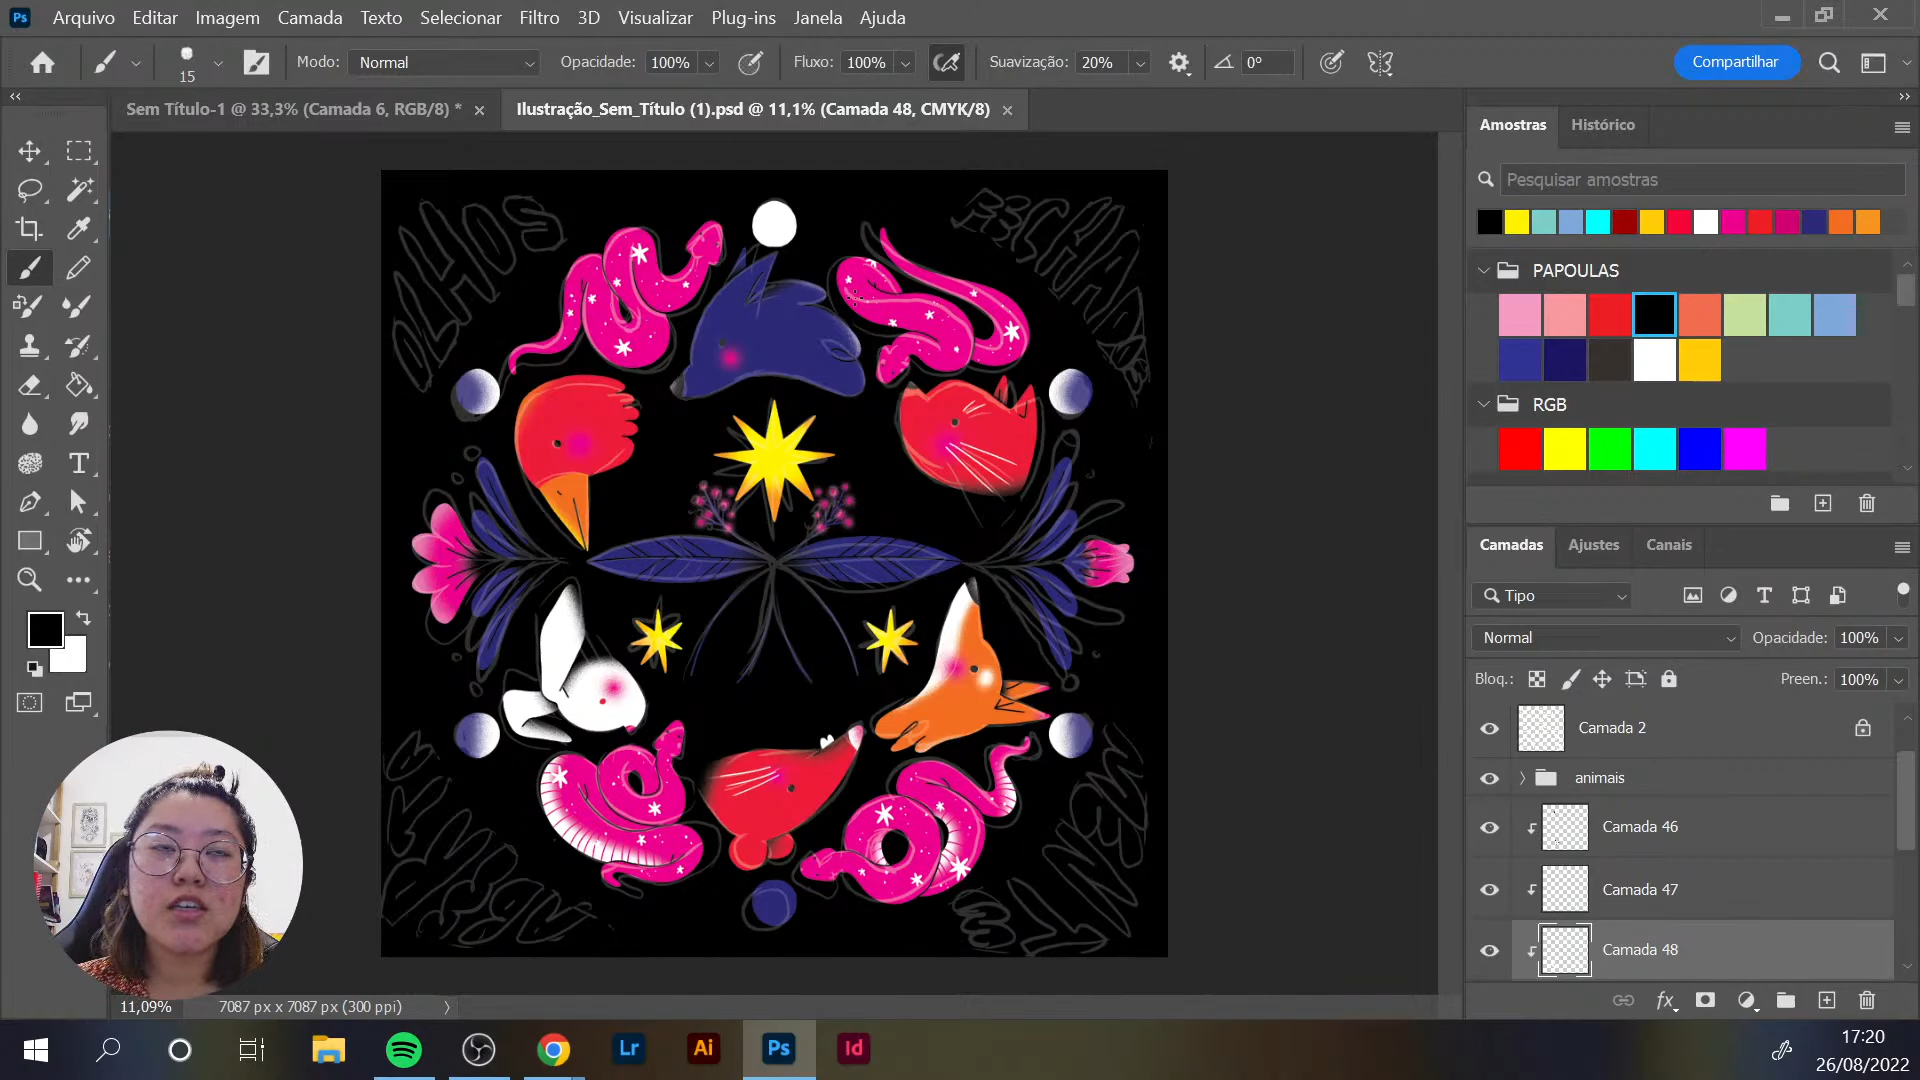 Ps Arquivo Editar Imagem Camada Texto Selecionar Filtro 3D Visualizar Plug-ins Janela Ajuda
15 Modo: Normal Opacidade: 100% Fluxo: 100% Suavização: 20% 0° Compartilhar
Sem Título-1 @ 33,3% (Camada 6, RGB/8) * × Ilustração_Sem_Título (1).psd @ 11,1% (Camada 48, CMYK/8) ×
Amostras Histórico
Pesquisar amostras
PAPOULAS
RGB
Camadas Ajustes Canais
Tipo
Normal Opacidade: 100%
Bloq.: Preen.: 100%
Camada 2
animais
Camada 46
Camada 47
Camada 48
OLHOS
11,09% 7087 px x 7087 px (300 ppi)
Lr Ai Ps Id
17:20
26/08/2022